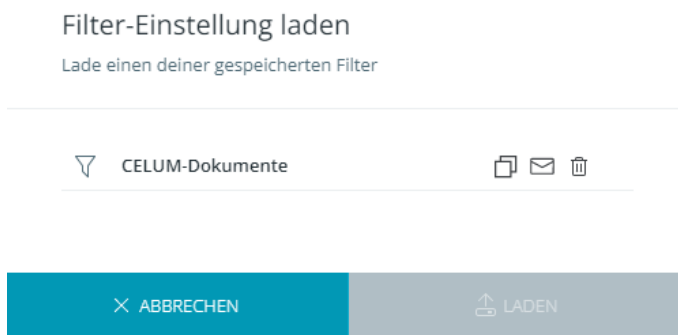 Filter-Einstellung laden
Lade einen deiner gespeicherten Filter
CELUM-Dokumente
ABBRECHEN
LADEN